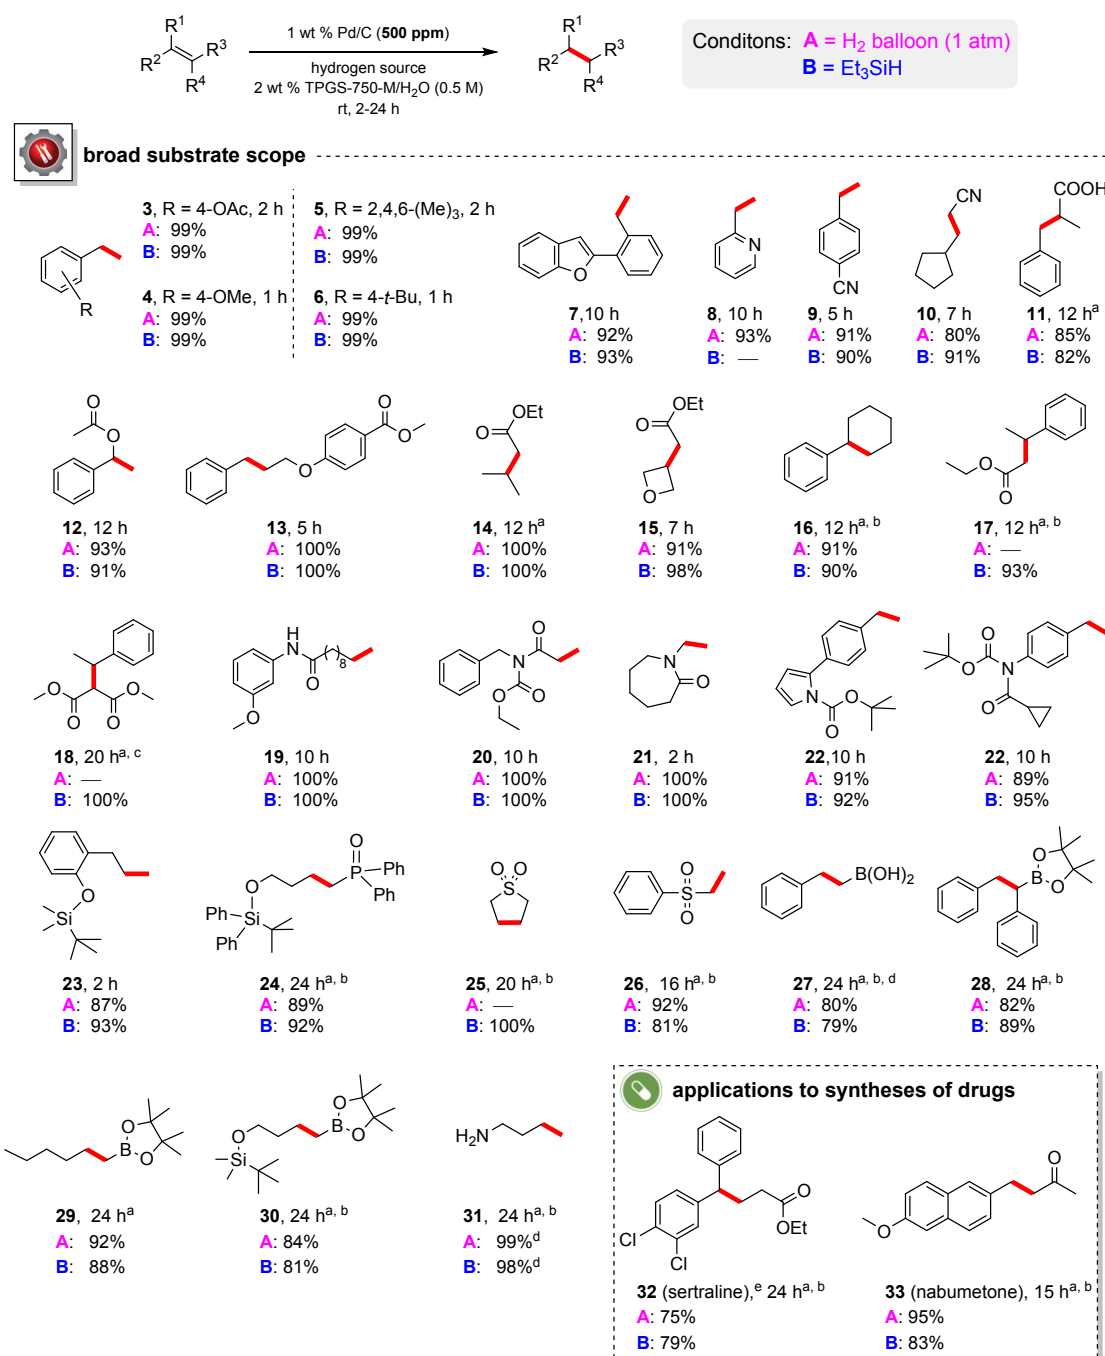 R1
R2
R3
R4
1 wt % Pd/C (500 ppm)
hydrogen source
2 wt % TPGS-750-M/H2O (0.5 M)
rt, 2-24 h
R1
R2
R3
R4
Conditons: A = H2 balloon (1 atm)
B = Et3SiH
broad substrate scope
R
3, R = 4-OAc, 2 h
A: 99%
B: 99%
4, R = 4-OMe, 1 h
A: 99%
B: 99%
5, R = 2,4,6-(Me)3, 2 h
A: 99%
B: 99%
6, R = 4-t-Bu, 1 h
A: 99%
B: 99%
O
7,10 h
A: 92%
B: 93%
N
8, 10 h
A: 93%
B: —
CN
9, 5 h
A: 91%
B: 90%
CN
10, 7 h
A: 80%
B: 91%
COOH
11, 12 ha
A: 85%
B: 82%
O
O
12, 12 h
A: 93%
B: 91%
O
O
O
13, 5 h
A: 100%
B: 100%
OEt
O
14, 12 ha
A: 100%
B: 100%
OEt
O
O
15, 7 h
A: 91%
B: 98%
16, 12 ha, b
A: 91%
B: 90%
O
O
17, 12 ha, b
A: —
B: 93%
O
O
O
O
18, 20 ha, c
A: —
B: 100%
H
N
O
8
O
19, 10 h
A: 100%
B: 100%
O
N
O
O
20, 10 h
A: 100%
B: 100%
N
O
21, 2 h
A: 100%
B: 100%
N
O
O
22,10 h
A: 91%
B: 92%
O
O
N
O
22, 10 h
A: 89%
B: 95%
O
Si
23, 2 h
A: 87%
B: 93%
O
P
Ph
Ph
O
Ph
Si
Ph
24, 24 ha, b
A: 89%
B: 92%
O
O
S
25, 20 ha, b
A: —
B: 100%
O
S
O
26, 16 ha, b
A: 92%
B: 81%
B(OH)2
27, 24 ha, b, d
A: 80%
B: 79%
O
B
O
28, 24 ha, b
A: 82%
B: 89%
O
B
O
29, 24 ha
A: 92%
B: 88%
O
B
O
O
Si
30, 24 ha, b
A: 84%
B: 81%
H2N
31, 24 ha, b
A: 99%d
B: 98%d
applications to syntheses of drugs
O
OEt
Cl
Cl
32 (sertraline),e 24 ha, b
A: 75%
B: 79%
O
O
33 (nabumetone), 15 ha, b
A: 95%
B: 83%